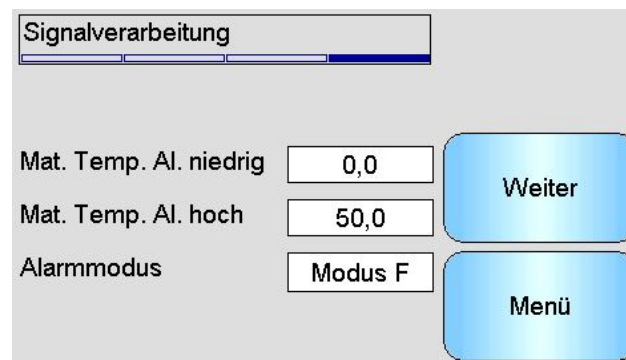 Signalverarbeitung
Mat. Temp. Al. niedrig 0,0
Mat. Temp. Al. hoch 50,0
Alarmmodus Modus F
Weiter
Menü